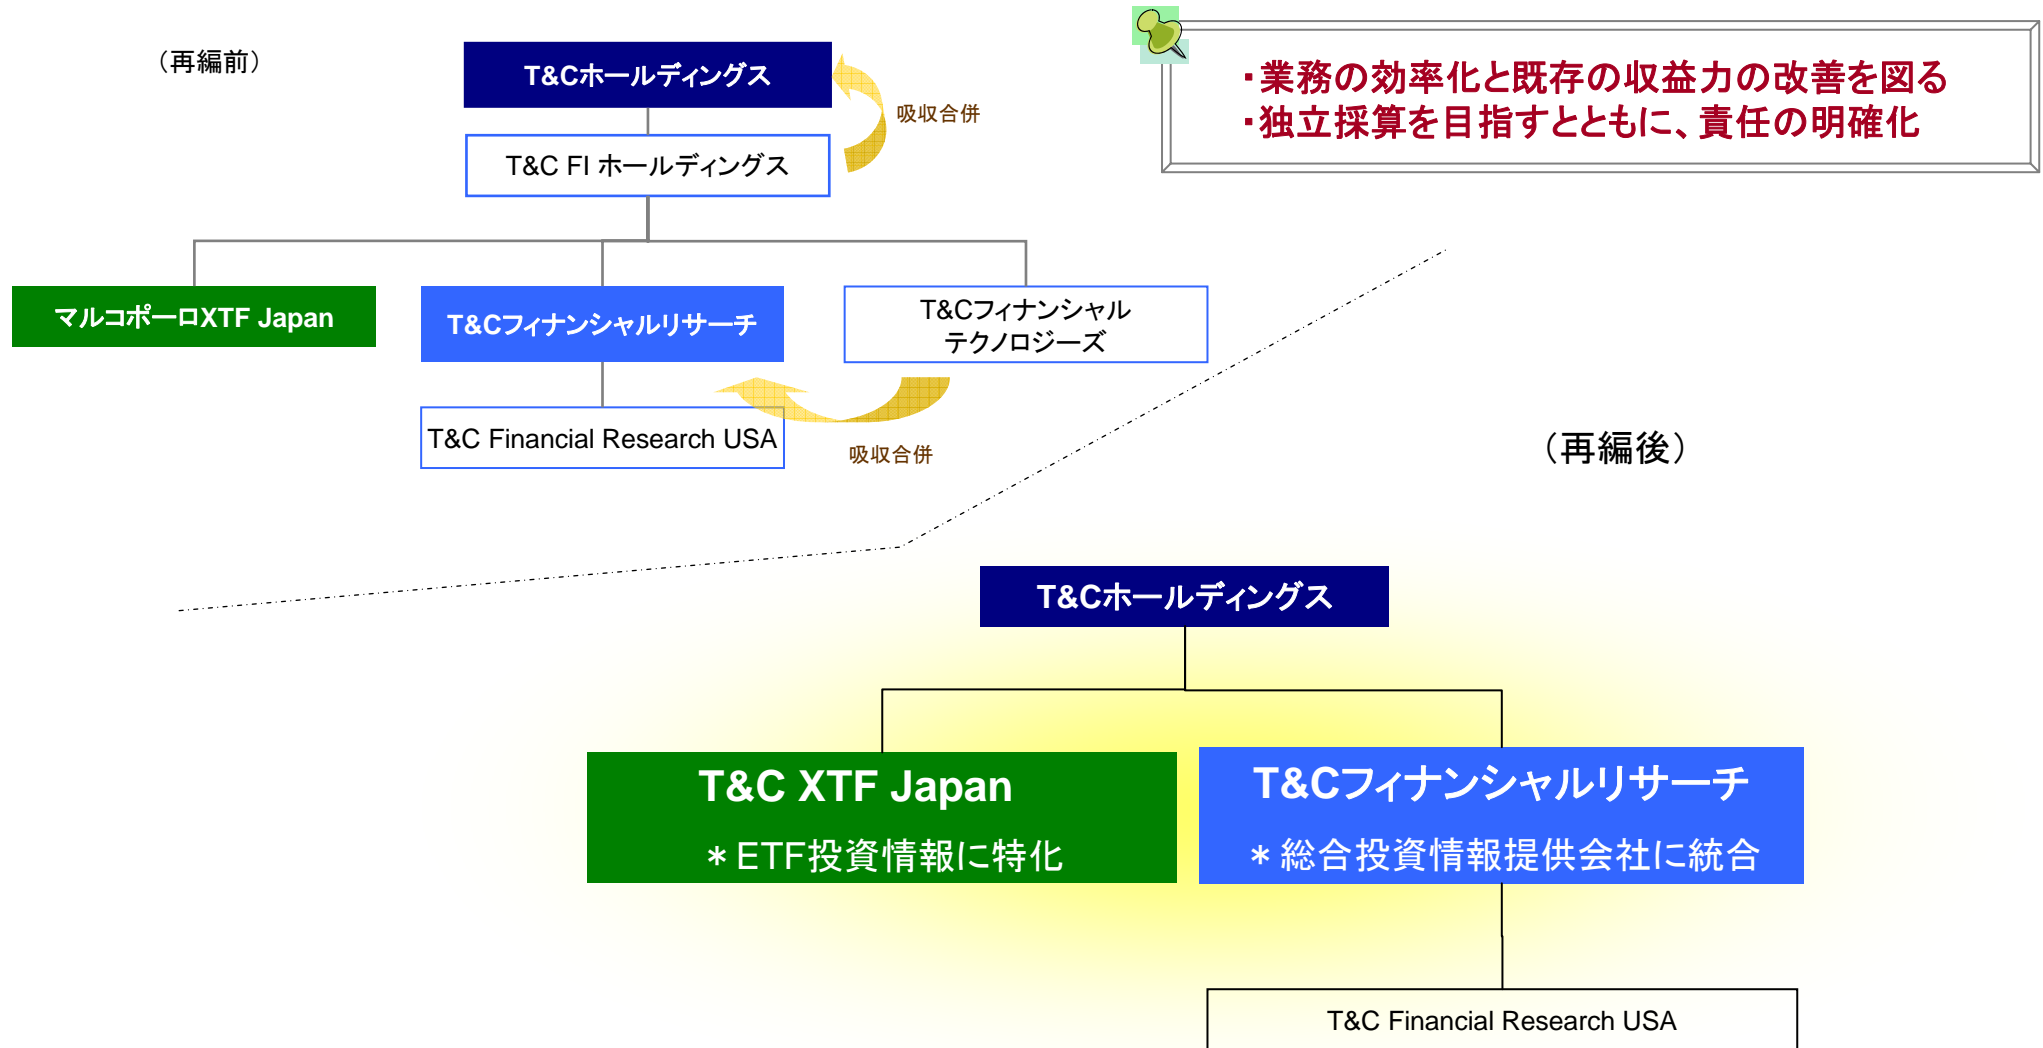 （再編前）
T&Cホールディングス
吸収合併
T&C FI ホールディングス
・業務の効率化と既存の収益力の改善を図る
・独立採算を目指すとともに、責任の明確化
マルコポーロXTF Japan
T&Cフィナンシャルリサーチ
T&Cフィナンシャル
テクノロジーズ
T&C Financial Research USA
吸収合併
（再編後）
T&Cホールディングス
T&C XTF Japan
＊ETF投資情報に特化
T&Cフィナンシャルリサーチ
＊総合投資情報提供会社に統合
T&C Financial Research USA